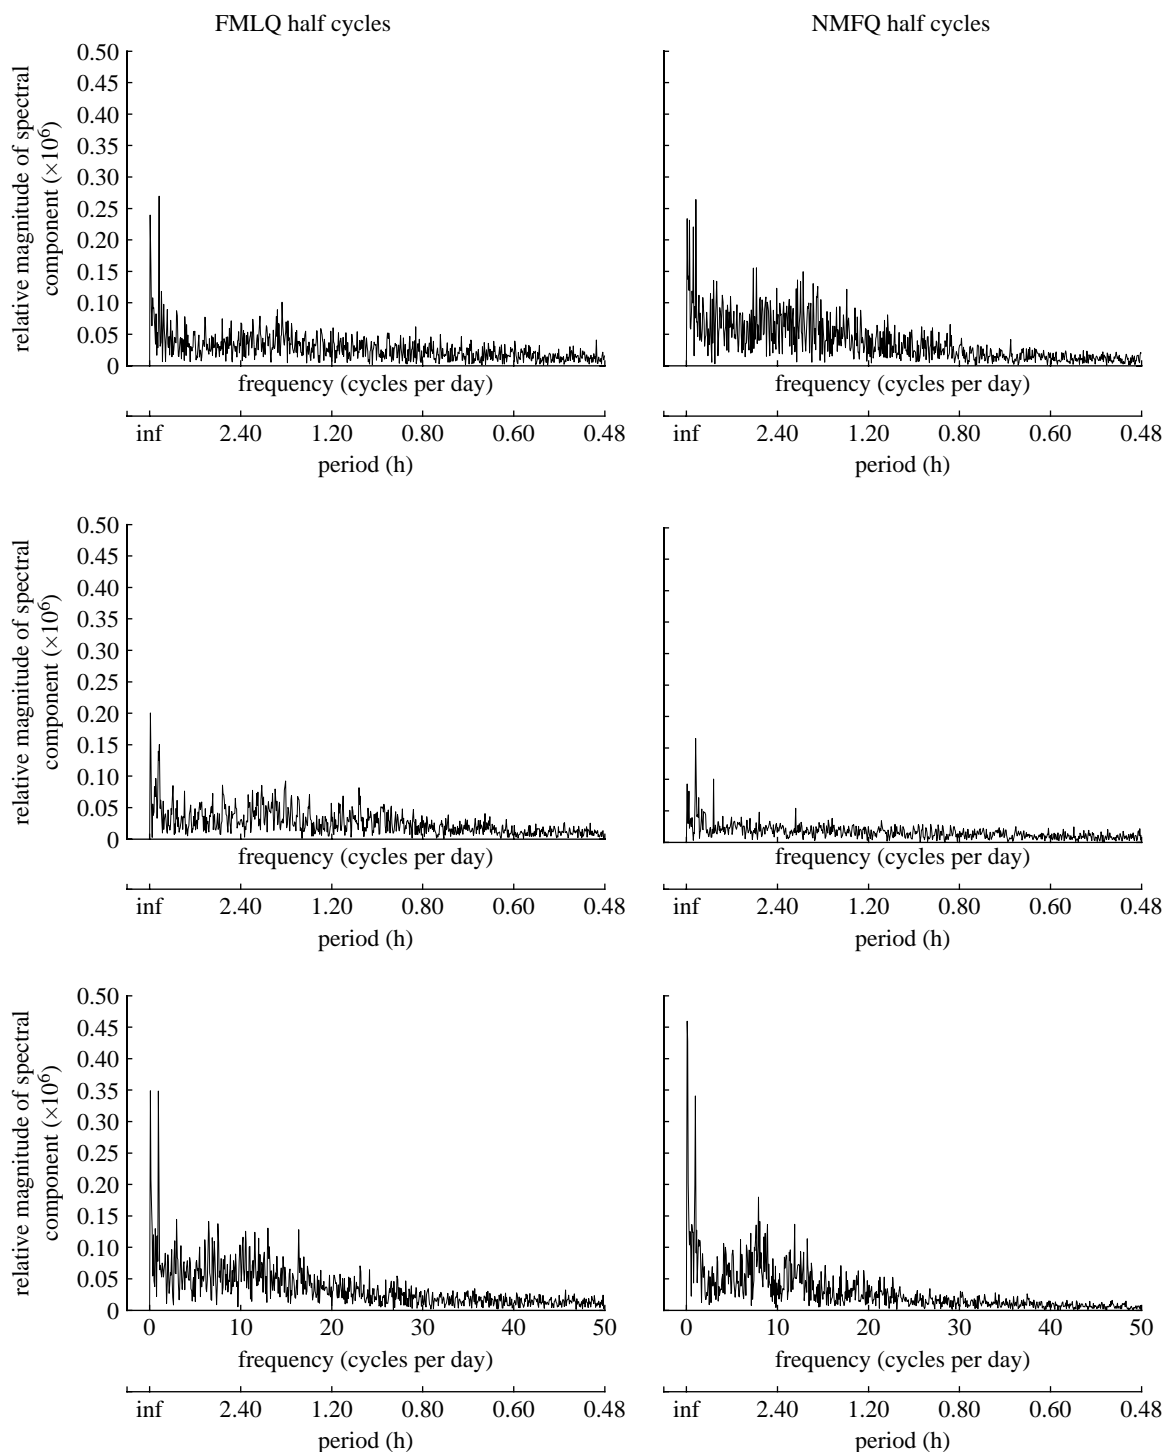 FMLQ half cycles
NMFQ half cycles
relative magnitude of spectral
component (×10⁶)
0.50
0.45
0.40
0.35
0.30
0.25
0.20
0.15
0.10
0.05
0
frequency (cycles per day)
inf 2.40 1.20 0.80 0.60 0.48
period (h)
frequency (cycles per day)
inf 2.40 1.20 0.80 0.60 0.48
period (h)
relative magnitude of spectral
component (×10⁶)
0.50
0.45
0.40
0.35
0.30
0.25
0.20
0.15
0.10
0.05
0
frequency (cycles per day)
inf 2.40 1.20 0.80 0.60 0.48
period (h)
frequency (cycles per day)
inf 2.40 1.20 0.80 0.60 0.48
period (h)
relative magnitude of spectral
component (×10⁶)
0.50
0.45
0.40
0.35
0.30
0.25
0.20
0.15
0.10
0.05
0
0 10 20 30 40 50
frequency (cycles per day)
inf 2.40 1.20 0.80 0.60 0.48
period (h)
0 10 20 30 40 50
frequency (cycles per day)
inf 2.40 1.20 0.80 0.60 0.48
period (h)